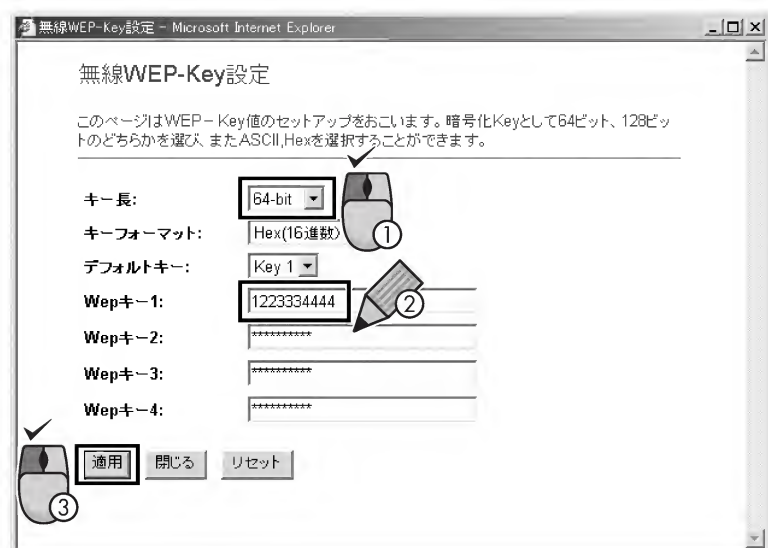 無線WEP-Key設定 - Microsoft Internet Explorer
無線WEP-Key設定
このページはWEP－Key値のセットアップをおこいます。暗号化Keyとして64ビット、128ビッ
トのどちらかを選び、またASCII,Hexを選択することができます。
キー長: 64-bit
①
キーフォーマット: Hex(16進数)
デフォルトキー: Key 1
Wepキー1: 1223334444
②
Wepキー2: **********
Wepキー3: **********
Wepキー4: **********
適用 閉じる リセット
③